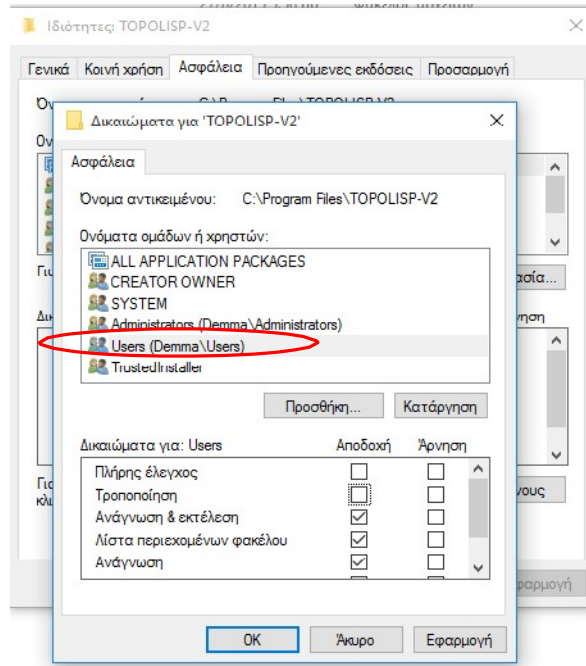 Ιδιότητες: TOPOLISP-V2
Γενικά Κοινή χρήση Ασφάλεια Προηγούμενες εκδόσεις Προσαρμογή
Δικαιώματα για 'TOPOLISP-V2'
Ασφάλεια
Όνομα αντικειμένου: C:\Program Files\TOPOLISP-V2
Ονόματα ομάδων ή χρηστών:
ALL APPLICATION PACKAGES
CREATOR OWNER
SYSTEM
Administrators (Demma\Administrators)
Users (Demma\Users)
TrustedInstaller
Προσθήκη... Κατάργηση
Δικαιώματα για: Users Αποδοχή Άρνηση
Πλήρης έλεγχος
Τροποποίηση
Ανάγνωση & εκτέλεση
Λίστα περιεχομένων φακέλου
Ανάγνωση
OK Άκυρο Εφαρμογή